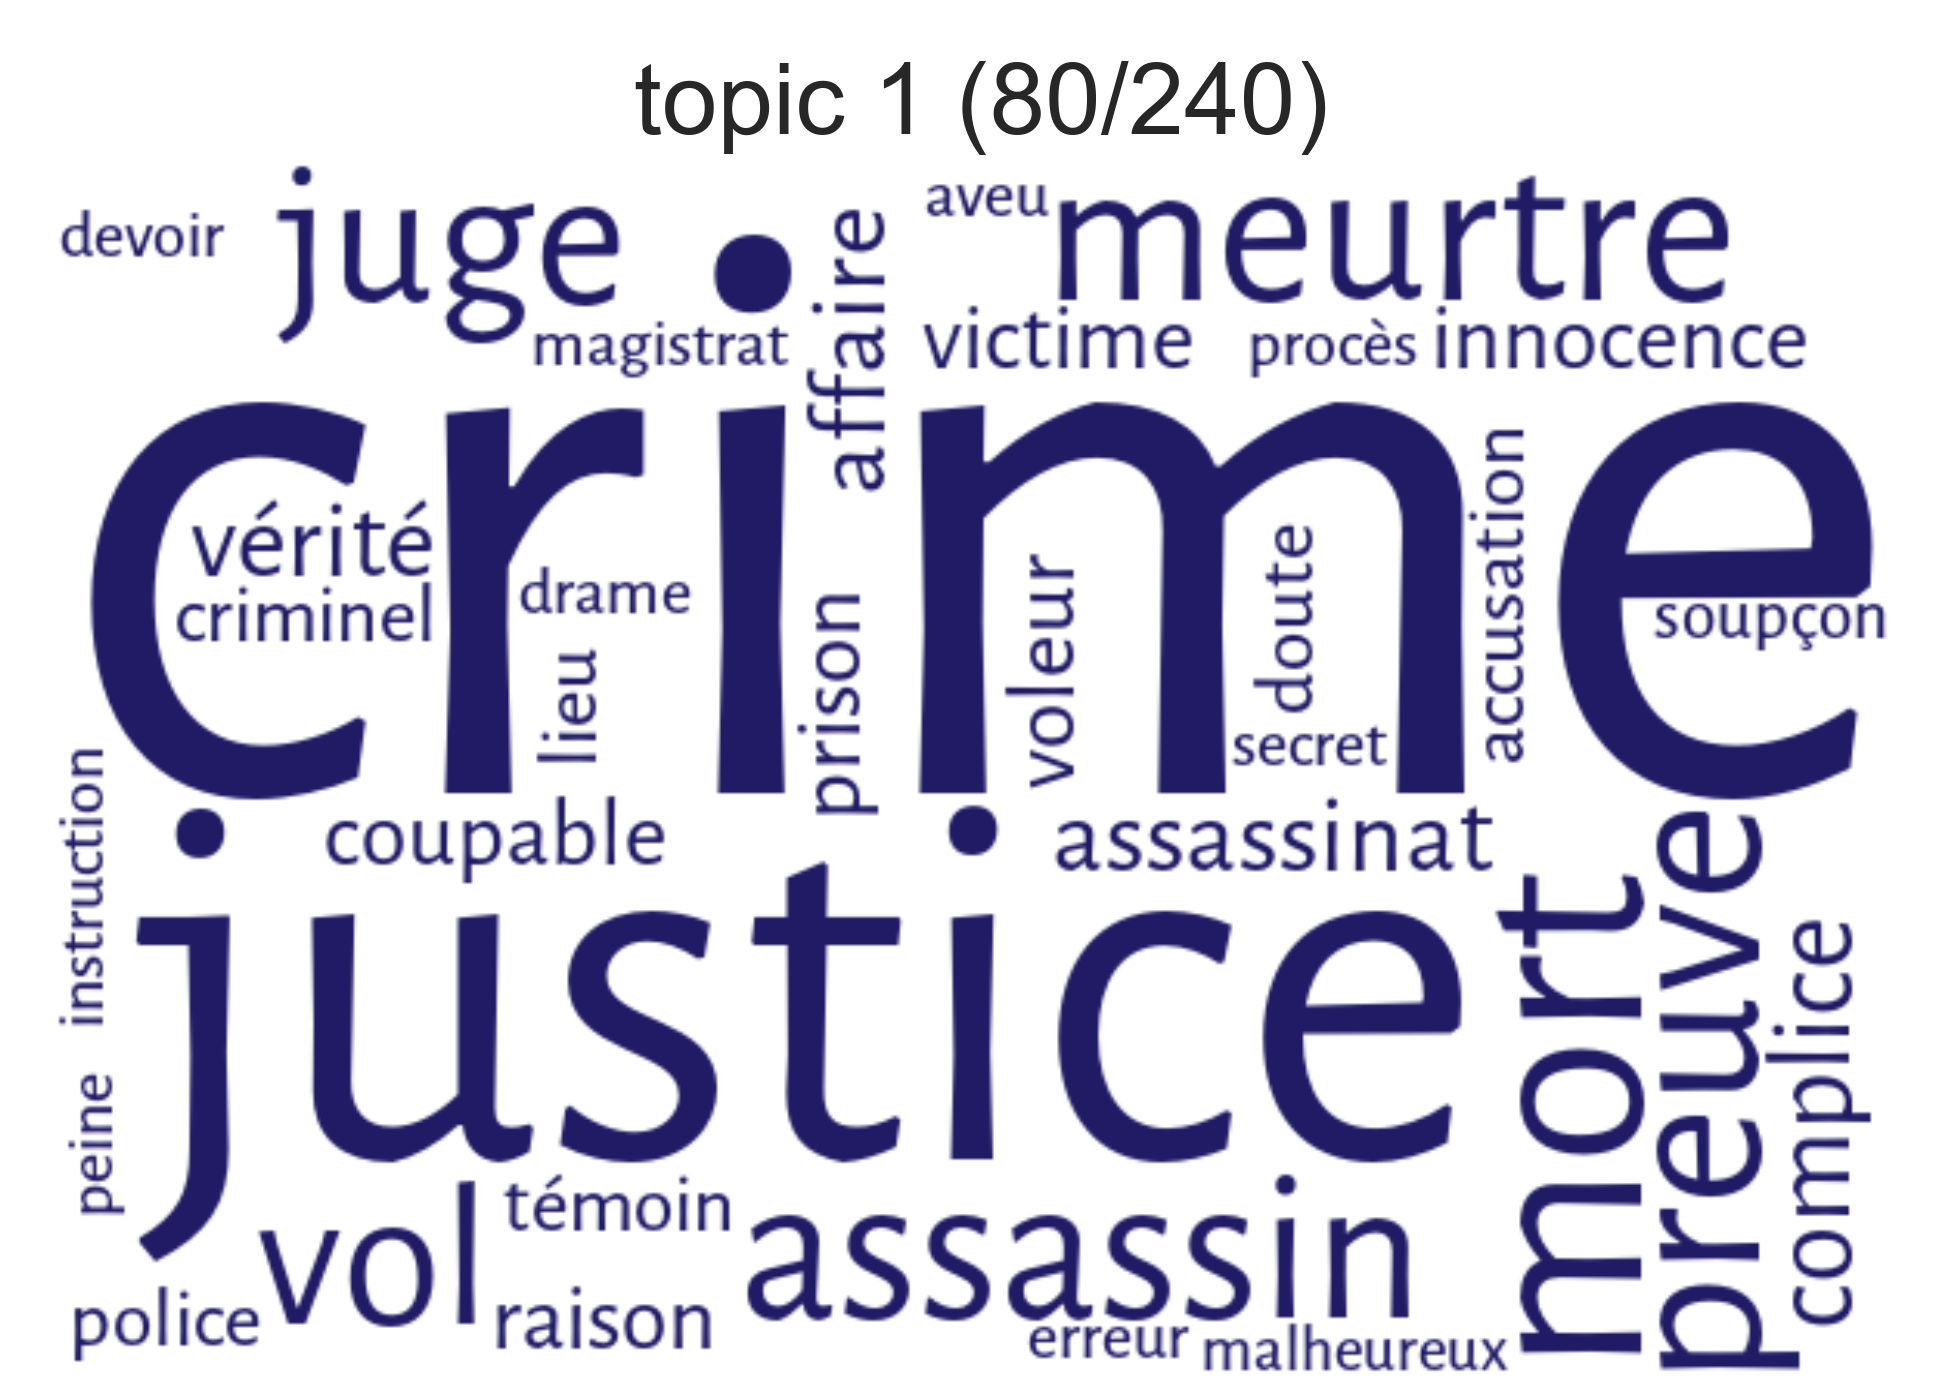 topic 1 (80/240)
devoir
juge
magistrat
affaire
aveu
meurtre
victime
procès
innocence
crime
vérité
criminel
drame
lieu
prison
voleur
doute
secret
accusation
soupçon
instruction
coupable
assassinat
justice
mort
preuve
complice
peine
vol
témoin
assassin
police
raison
erreur
malheureux